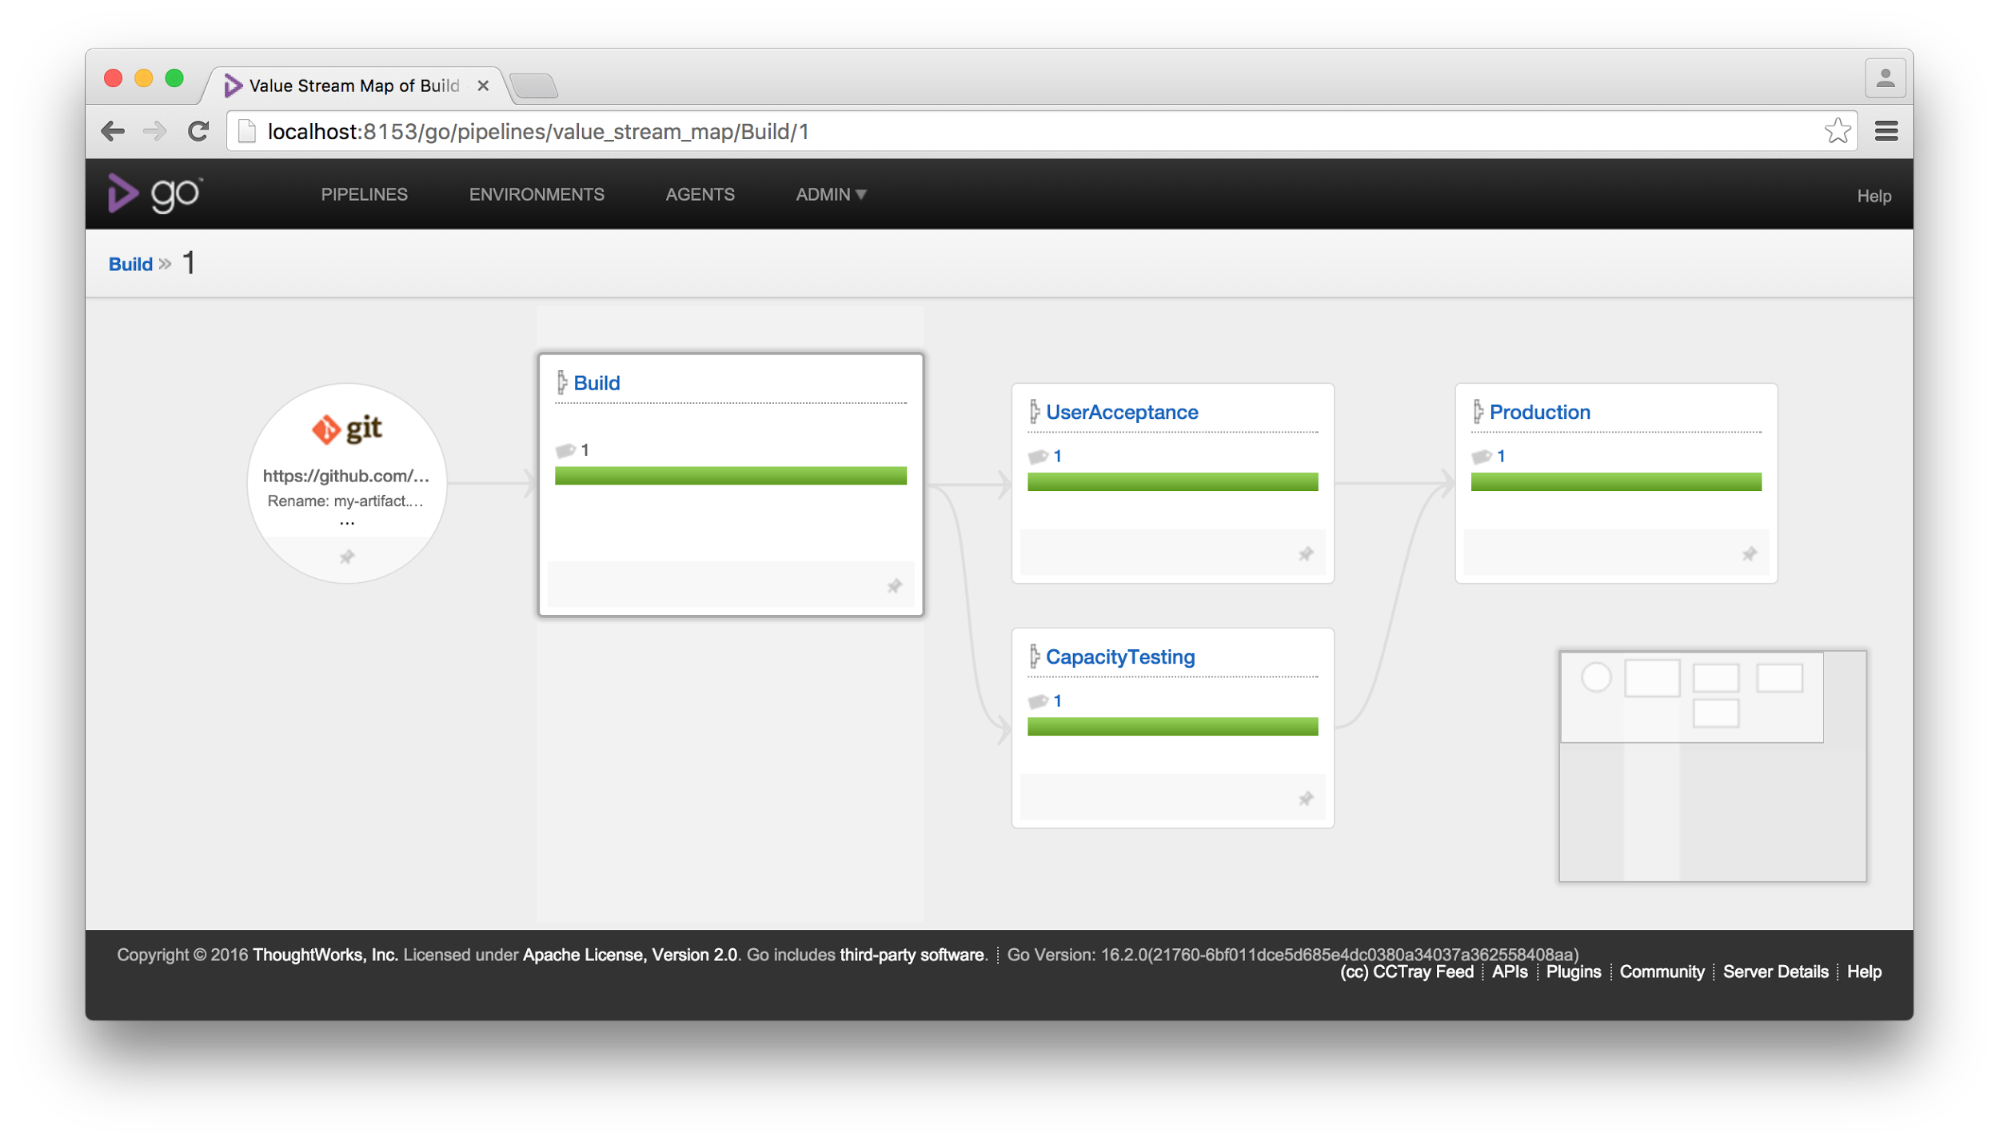 Value Stream Map of Build
localhost:8153/go/pipelines/value_stream_map/Build/1
go™ PIPELINES ENVIRONMENTS AGENTS ADMIN Help
Build » 1
git
https://github.com/...
Rename: my-artifact....
...
Build
1
UserAcceptance
1
CapacityTesting
1
Production
1
Copyright © 2016 ThoughtWorks, Inc. Licensed under Apache License, Version 2.0. Go includes third-party software. Go Version: 16.2.0(21760-6bf011dce5d685e4dc0380a34037a362558408aa)
(cc) CCTray Feed APIs Plugins Community Server Details Help